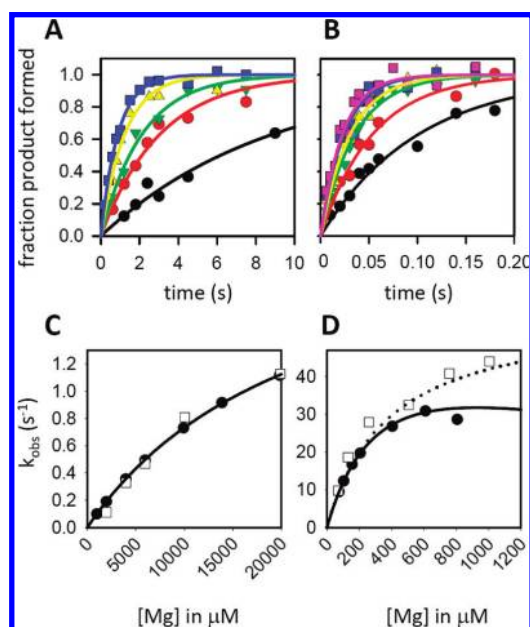 A B
fraction product formed
1.0
0.8
0.6
0.4
0.2
0.0
0 2 4 6 8 10
0 0.05 0.10 0.15 0.20
time (s) time (s)
C D
k_obs (s⁻¹)
1.2
1.0
0.8
0.6
0.4
0.2
0.0
40
30
20
10
0
0 5000 10000 15000 20000
0 200 400 600 800 1000 1200
[Mg] in μM [Mg] in μM